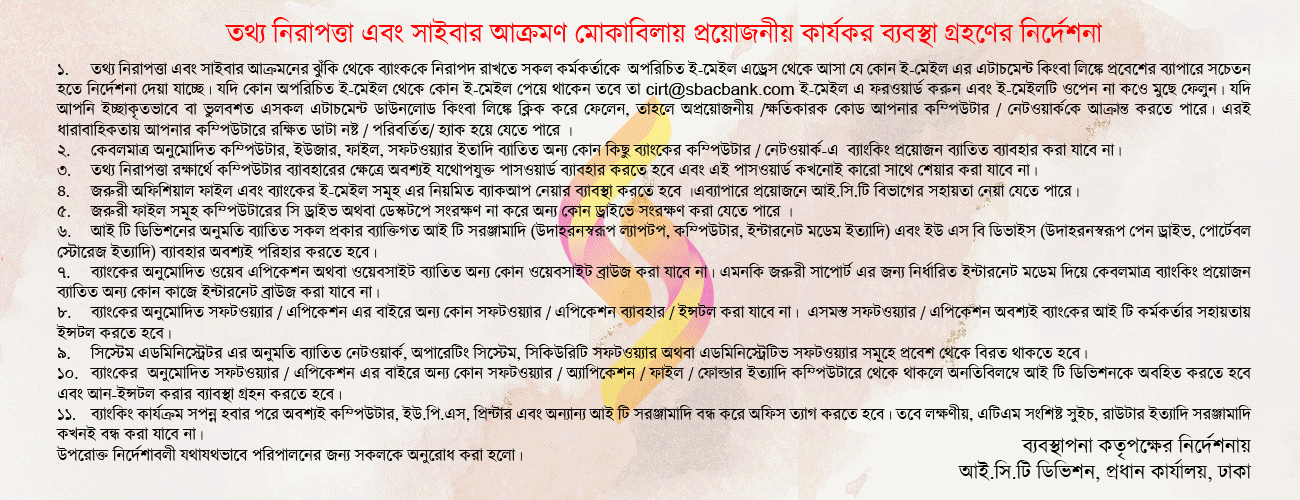 তথ্য নিরাপত্তা এবং সাইবার আক্রমণ মোকাবিলায় প্রয়োজনীয় কার্যকর ব্যবস্থা গ্রহণের নির্দেশনা
১. তথ্য নিরাপত্তা এবং সাইবার আক্রমনের ঝুঁকি থেকে ব্যাংককে নিরাপদ রাখতে সকল কর্মকর্তাকে অপরিচিত ই-মেইল এড্রেস থেকে আসা যে কোন ই-মেইল এর এটাচমেন্ট কিংবা লিঙ্কে প্রবেশের ব্যাপারে সচেতন
হতে নির্দেশনা দেয়া যাচ্ছে। যদি কোন অপরিচিত ই-মেইল থেকে কোন ই-মেইল পেয়ে থাকেন তবে তা cirt@sbacbank.com ই-মেইল এ ফরওয়ার্ড করুন এবং ই-মেইলটি ওপেন না কওে মুছে ফেলুন। যদি
আপনি ইচ্ছাকৃতভাবে বা ভুলবশত এসকল এটাচমেন্ট ডাউনলোড কিংবা লিঙ্কে ক্লিক করে ফেলেন, তাহলে অপ্রয়োজনীয় /ক্ষতিকারক কোড আপনার কম্পিউটার / নেটওয়ার্ককে আক্রান্ত করতে পারে। এরই
ধারাবাহিকতায় আপনার কম্পিউটারে রক্ষিত ডাটা নষ্ট / পরিবর্তিত/ হ্যাক হয়ে যেতে পারে ।
২. কেবলমাত্র অনুমোদিত কম্পিউটার, ইউজার, ফাইল, সফটওয়্যার ইতাদি ব্যাতিত অন্য কোন কিছু ব্যাংকের কম্পিউটার / নেটওয়ার্ক-এ ব্যাংকিং প্রয়োজন ব্যাতিত ব্যাবহার করা যাবে না।
৩. তথ্য নিরাপত্তা রক্ষার্থে কম্পিউটার ব্যাবহারের ক্ষেত্রে অবশ্যই যথোপযুক্ত পাসওয়ার্ড ব্যাবহার করতে হবে এবং এই পাসওয়ার্ড কখনোই কারো সাথে শেয়ার করা যাবে না।
৪. জরুরী অফিশিয়াল ফাইল এবং ব্যাংকের ই-মেইল সমূহ এর নিয়মিত ব্যাকআপ নেয়ার ব্যাবস্থা করতে হবে ।এব্যাপারে প্রয়োজনে আই.সি.টি বিভাগের সহায়তা নেয়া যেতে পারে।
৫. জরুরী ফাইল সমূহ কম্পিউটারের সি ড্রাইভ অথবা ডেস্কটপে সংরক্ষণ না করে অন্য কোন ড্রাইভে সংরক্ষণ করা যেতে পারে ।
৬. আই টি ডিভিশনের অনুমতি ব্যাতিত সকল প্রকার ব্যাক্তিগত আই টি সরঞ্জামাদি (উদাহরনস্বরূপ ল্যাপটপ, কম্পিউটার, ইন্টারনেট মডেম ইত্যাদি) এবং ইউ এস বি ডিভাইস (উদাহরনস্বরূপ পেন ড্রাইভ, পোর্টেবল
স্টোরেজ ইত্যাদি) ব্যাবহার অবশ্যই পরিহার করতে হবে।
৭. ব্যাংকের অনুমোদিত ওয়েব এপিকেশন অথবা ওয়েবসাইট ব্যাতিত অন্য কোন ওয়েবসাইট ব্রাউজ করা যাবে না। এমনকি জরুরী সাপোর্ট এর জন্য নির্ধারিত ইন্টারনেট মডেম দিয়ে কেবলমাত্র ব্যাংকিং প্রয়োজন
ব্যাতিত অন্য কোন কাজে ইন্টারনেট ব্রাউজ করা যাবে না।
৮. ব্যাংকের অনুমোদিত সফটওয়্যার / এপিকেশন এর বাইরে অন্য কোন সফটওয়্যার / এপিকেশন ব্যাবহার / ইন্সটল করা যাবে না। এসমস্ত সফটওয়্যার / এপিকেশন অবশ্যই ব্যাংকের আই টি কর্মকর্তার সহায়তায়
ইন্সটল করতে হবে।
৯. সিস্টেম এডমিনিস্ট্রেটর এর অনুমতি ব্যাতিত নেটওয়ার্ক, অপারেটিং সিস্টেম, সিকিউরিটি সফটওয়্যার অথবা এডমিনিস্ট্রেটিভ সফটওয়্যার সমূহে প্রবেশ থেকে বিরত থাকতে হবে।
১০. ব্যাংকের অনুমোদিত সফটওয়্যার / এপিকেশন এর বাইরে অন্য কোন সফটওয়্যার / অ্যাপিকেশন / ফাইল / ফোল্ডার ইত্যাদি কম্পিউটারে থেকে থাকলে অনতিবিলম্বে আই টি ডিভিশনকে অবহিত করতে হবে
এবং আন-ইন্সটল করার ব্যাবস্থা গ্রহন করতে হবে।
১১. ব্যাংকিং কার্যক্রম সপন্ন হবার পরে অবশ্যই কম্পিউটার, ইউ.পি.এস, প্রিন্টার এবং অন্যান্য আই টি সরঞ্জামাদি বন্ধ করে অফিস ত্যাগ করতে হবে। তবে লক্ষণীয়, এটিএম সংশিষ্ট সুইচ, রাউটার ইত্যাদি সরঞ্জামাদি
কখনই বন্ধ করা যাবে না।
উপরোক্ত নির্দেশাবলী যথাযথভাবে পরিপালনের জন্য সকলকে অনুরোধ করা হলো।
ব্যবস্থাপনা কতৃপক্ষের নির্দেশনায়
আই.সি.টি ডিভিশন, প্রধান কার্যালয়, ঢাকা